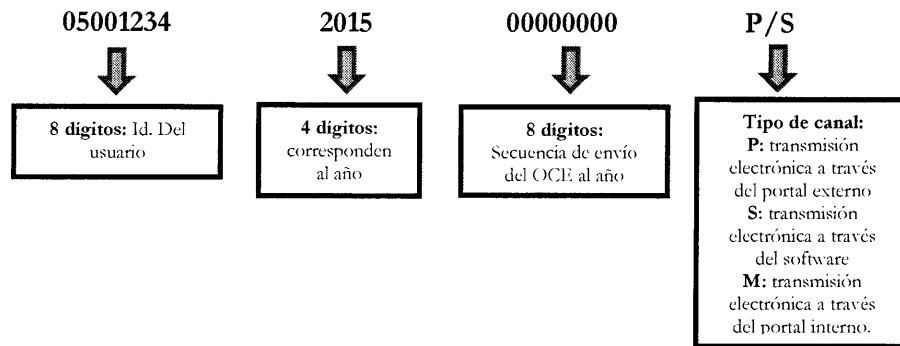 05001234 2015 00000000 P/S
8 dígitos: Id. Del
usuario
4 dígitos:
corresponden
al año
8 dígitos:
Secuencia de envío
del OCE al año
Tipo de canal:
P: transmisión
electrónica a través
del portal externo
S: transmisión
electrónica a través
del software
M: transmisión
electrónica a través
del portal interno.